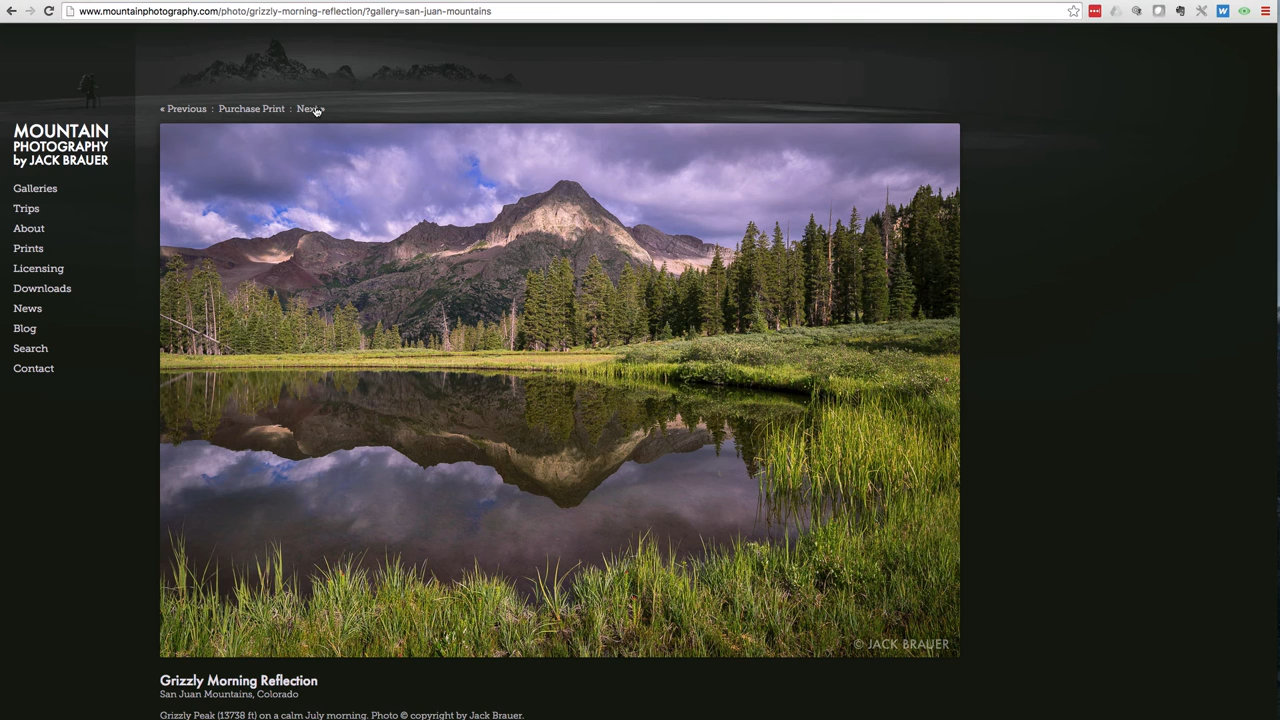 www.mountainphotography.com/photo/grizzly-morning-reflection/?gallery=san-juan-mountains
« Previous : Purchase Print : Next »
MOUNTAIN
PHOTOGRAPHY
by JACK BRAUER
Galleries
Trips
About
Prints
Licensing
Downloads
News
Blog
Search
Contact
© JACK BRAUER
Grizzly Morning Reflection
San Juan Mountains, Colorado
Grizzly Peak (13738 ft) on a calm July morning. Photo © copyright by Jack Brauer.